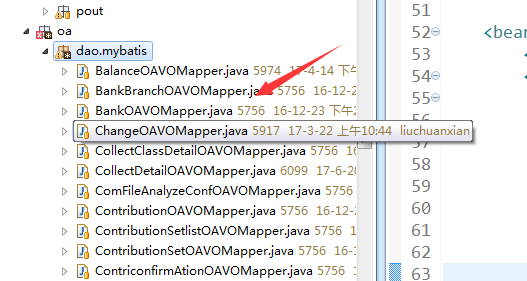 pout
oa
dao.mybatis
BalanceOAVOMapper.java 5974 17-4-14 下午
BankBranchOAVOMapper.java 5756 16-12-2
BankOAVOMapper.java 5756 16-12-23 下午2
ChangeOAVOMapper.java 5917 17-3-22 上午10:44 liuchuanxian
CollectClassDetailOAVOMapper.java 5756
CollectDetailOAVOMapper.java 6099 17-6-20
ComFileAnalyzeConfOAVOMapper.java 5756
ContributionOAVOMapper.java 5756 16-12-2
ContributionSetlistOAVOMapper.java 5756
ContributionSetOAVOMapper.java 5756 16-
ContriconfirmAtionOAVOMapper.java 5756
51
52 <bear
53 <
54 <
55
56
57
58
59
60
61
62
63